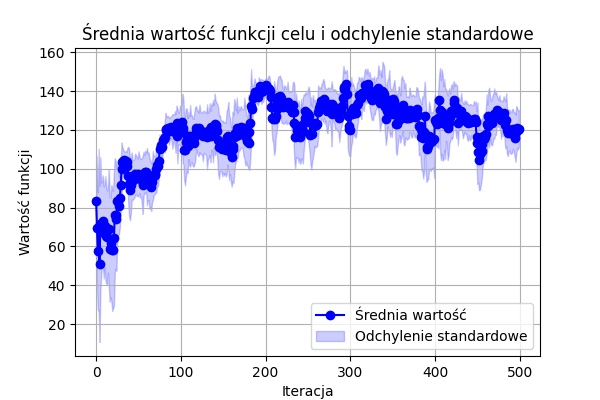 Średnia wartość funkcji celu i odchylenie standardowe
160
140
120
100
80
60
40
20
Wartość funkcji
0 100 200 300 400 500
Iteracja
Średnia wartość
Odchylenie standardowe